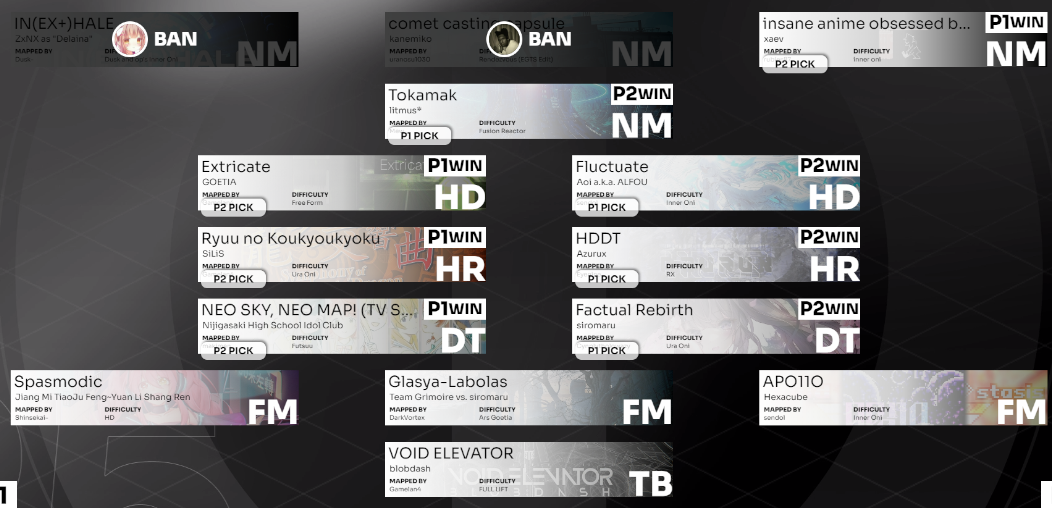 IN(EX+)HALE
ZxNX as "Delaina"
MAPPED BY
DIFFICULTY
Dusk
BAN
NM
comet casting capsule
kanemiko
MAPPED BY
DIFFICULTY
BAN
NM
insane anime obsessed b...
xaev
MAPPED BY
DIFFICULTY
Inner oni
P2 PICK
P1WIN
NM
Tokamak
litmus*
MAPPED BY
DIFFICULTY
Fusion Reactor
P1 PICK
P2WIN
NM
Extricate
GOETIA
MAPPED BY
DIFFICULTY
Free Form
P2 PICK
P1WIN
HD
Fluctuate
Aoi a.k.a. ALFOU
MAPPED BY
DIFFICULTY
Inner Oni
P1 PICK
P2WIN
HD
Ryuu no Koukyoukyoku
SiLiS
MAPPED BY
DIFFICULTY
Ura Oni
P2 PICK
P1WIN
HR
HDDT
Azurux
MAPPED BY
DIFFICULTY
RX
P1 PICK
P2WIN
HR
NEO SKY, NEO MAP! (TV S...
Nijigasaki High School Idol Club
MAPPED BY
DIFFICULTY
Futsuu
P2 PICK
P1WIN
DT
Factual Rebirth
siromaru
MAPPED BY
DIFFICULTY
Ura Oni
P1 PICK
P2WIN
DT
Spasmodic
Jiang Mi TiaoJu Feng~Yuan Li Shang Ren
MAPPED BY
DIFFICULTY
Shinsekai-
HD
FM
Glasya-Labolas
Team Grimoire vs. siromaru
MAPPED BY
DIFFICULTY
DarkVortex
Ars Goetia
FM
APO11O
Hexacube
MAPPED BY
DIFFICULTY
sendol
Inner Oni
stasis
FM
VOID ELEVATOR
blobdash
MAPPED BY
DIFFICULTY
Gamelan4
FULL LIFT
VOID ELEVATOR
BLOBDASH
TB
1